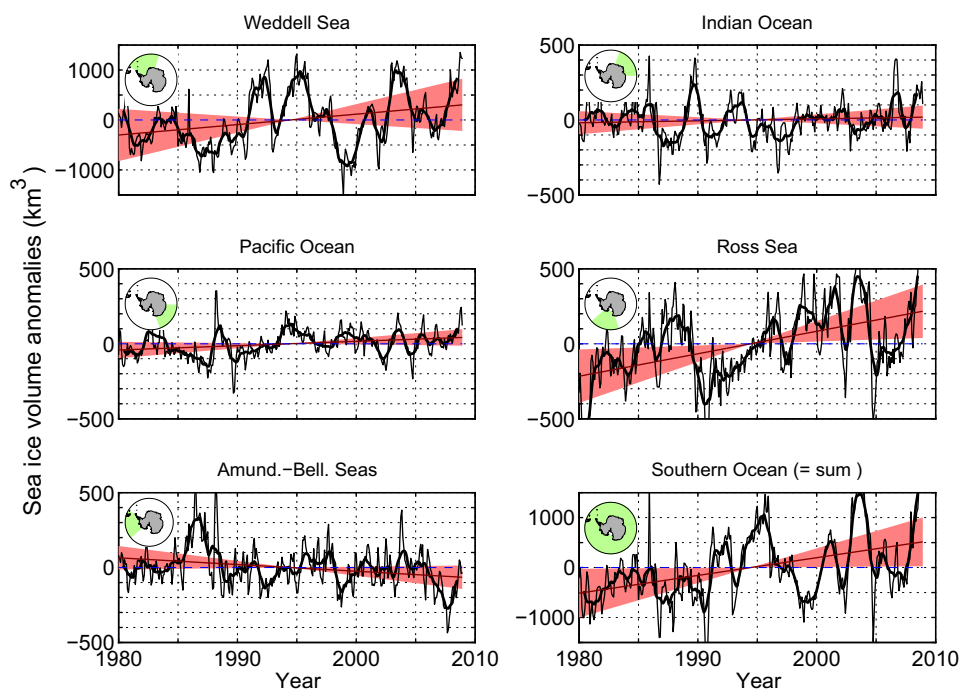 Weddell Sea
Indian Ocean
1000
0
−1000
500
0
−500
Pacific Ocean
Ross Sea
500
0
−500
500
0
−500
Amund.−Bell. Seas
Southern Ocean (= sum )
500
0
−500
1000
0
−1000
1980 1990 2000 2010
1980 1990 2000 2010
Year
Year
Sea ice volume anomalies (km³)